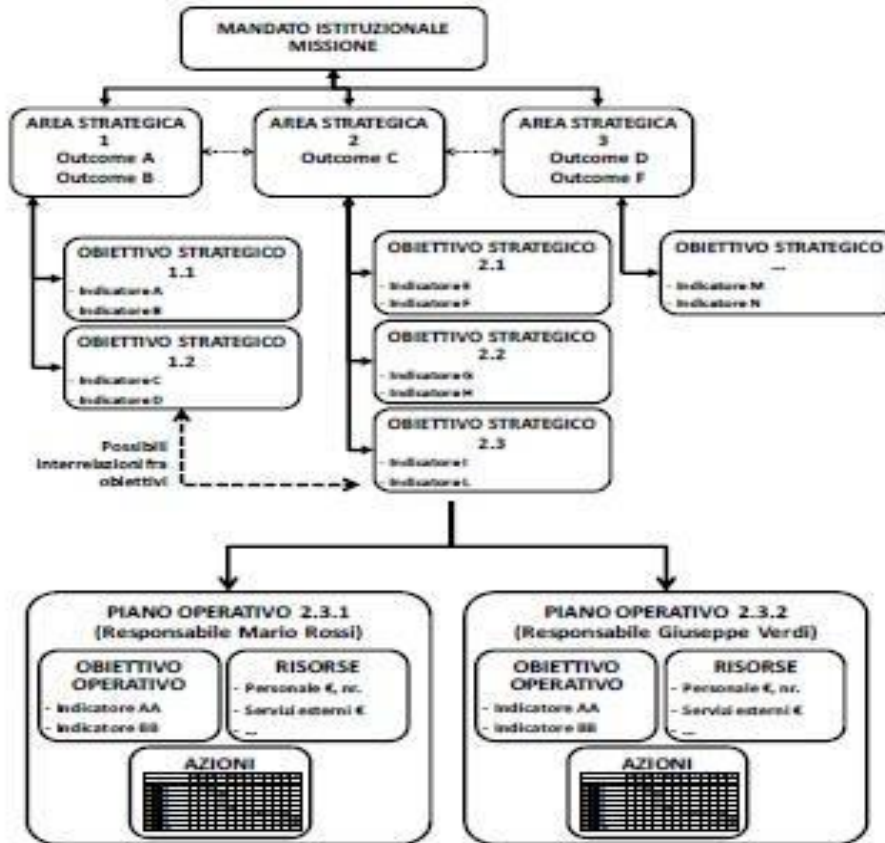 MANDATO ISTITUZIONALE
MISSIONE
AREA STRATEGICA
1
Outcome A
Outcome B
AREA STRATEGICA
2
Outcome C
AREA STRATEGICA
3
Outcome D
Outcome F
OBIETTIVO STRATEGICO
1.1
- Indicatore A
- Indicatore B
OBIETTIVO STRATEGICO
1.2
- Indicatore C
- Indicatore D
OBIETTIVO STRATEGICO
2.1
- Indicatore
- Indicatore F
OBIETTIVO STRATEGICO
2.2
- Indicatore G
- Indicatore H
OBIETTIVO STRATEGICO
2.3
- Indicatore I
- Indicatore L
OBIETTIVO STRATEGICO
...
- Indicatore M
- Indicatore N
Possibili
interrelazioni fra
obiettivi
PIANO OPERATIVO 2.3.1
(Responsabile Mario Rossi)
OBIETTIVO
OPERATIVO
- Indicatore AA
- Indicatore BB
RISORSE
- Personale €, nr.
- Servizi esterni €
- ...
AZIONI
PIANO OPERATIVO 2.3.2
(Responsabile Giuseppe Verdi)
OBIETTIVO
OPERATIVO
- Indicatore AA
- Indicatore BB
RISORSE
- Personale €, nr.
- Servizi esterni €
- ...
AZIONI